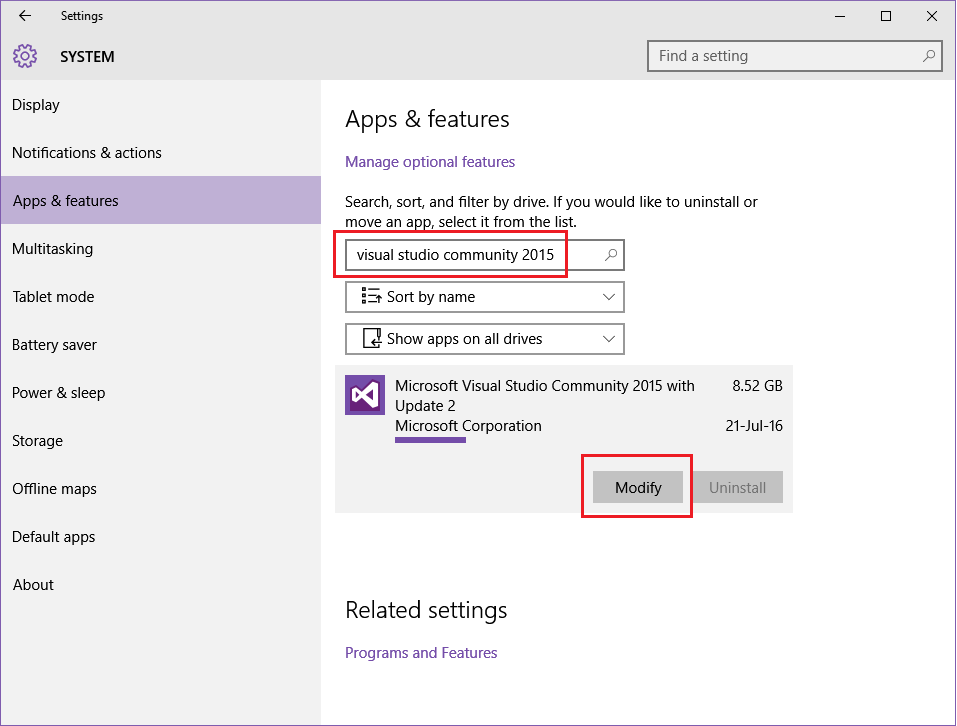 Settings
SYSTEM
Find a setting
Display
Notifications & actions
Apps & features
Multitasking
Tablet mode
Battery saver
Power & sleep
Storage
Offline maps
Default apps
About
Apps & features
Manage optional features
Search, sort, and filter by drive. If you would like to uninstall or
move an app, select it from the list.
visual studio community 2015
Sort by name
Show apps on all drives
Microsoft Visual Studio Community 2015 with 8.52 GB
Update 2
Microsoft Corporation 21-Jul-16
Modify Uninstall
Related settings
Programs and Features